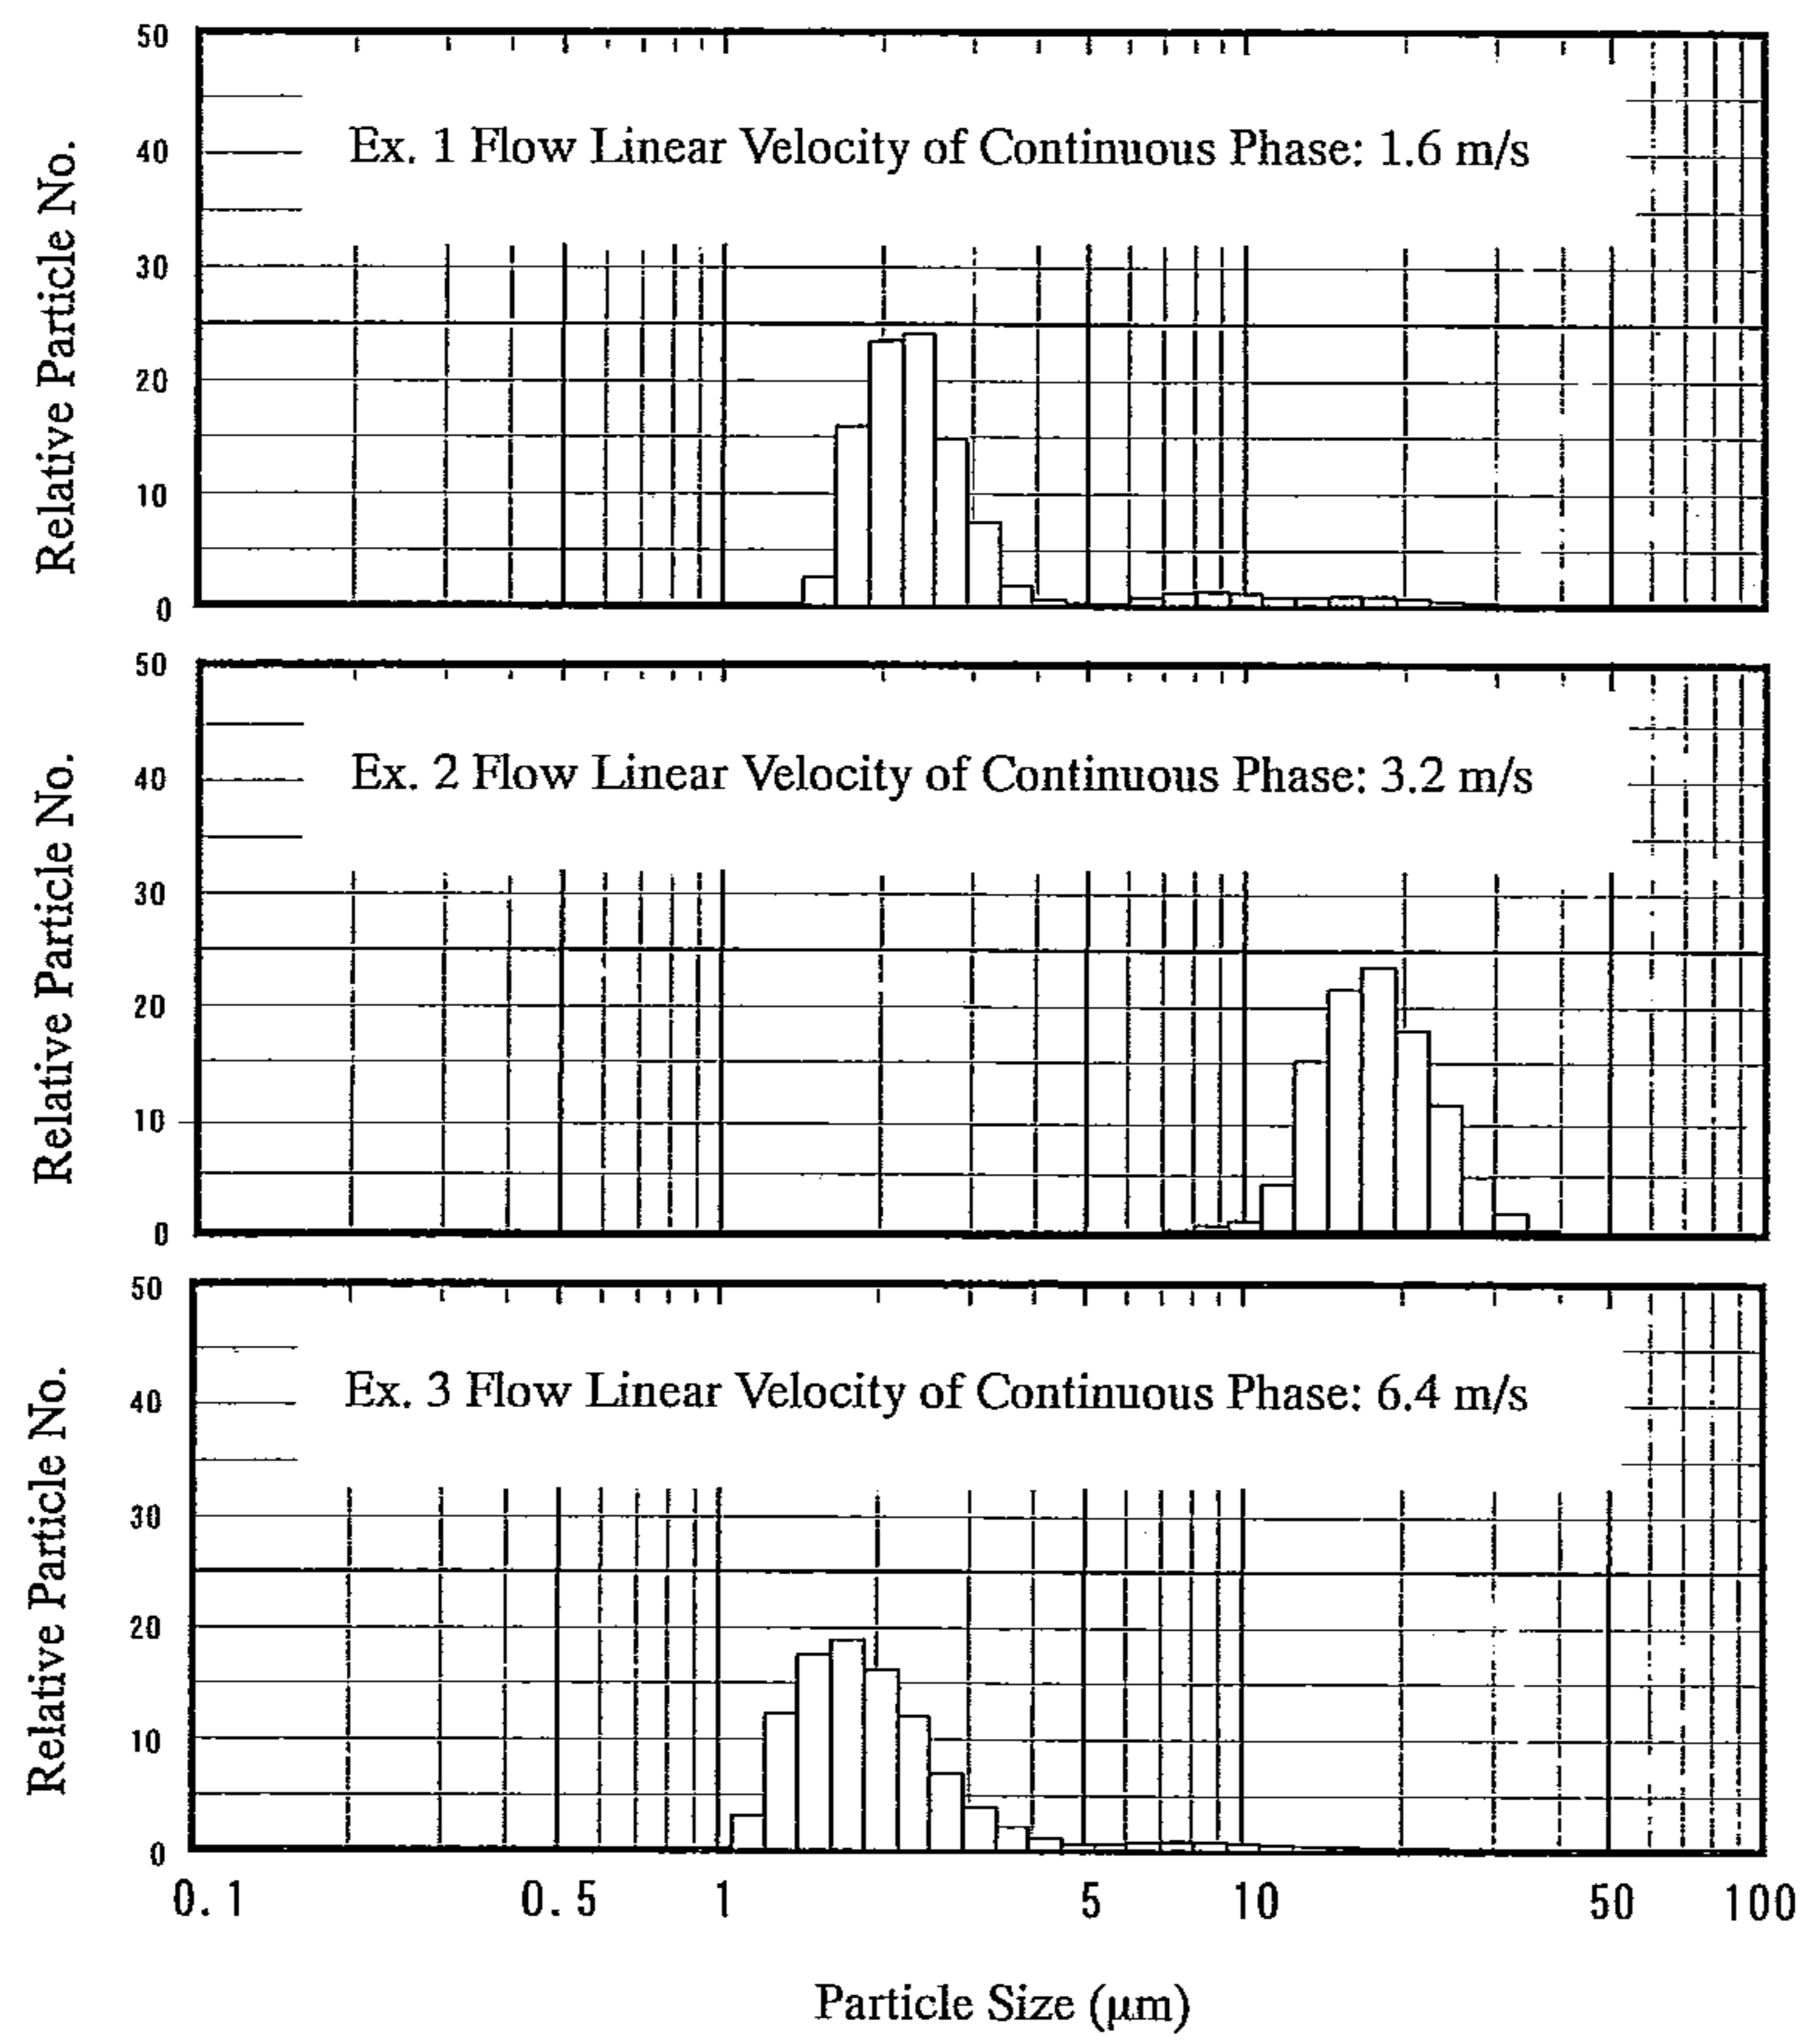 50
40
30
20
10
0
Relative Particle No.
Ex. 1 Flow Linear Velocity of Continuous Phase: 1.6 m/s
50
40
30
20
10
0
Relative Particle No.
Ex. 2 Flow Linear Velocity of Continuous Phase: 3.2 m/s
50
40
30
20
10
0
Relative Particle No.
Ex. 3 Flow Linear Velocity of Continuous Phase: 6.4 m/s
0.1 0.5 1 5 10 50 100
Particle Size (μm)